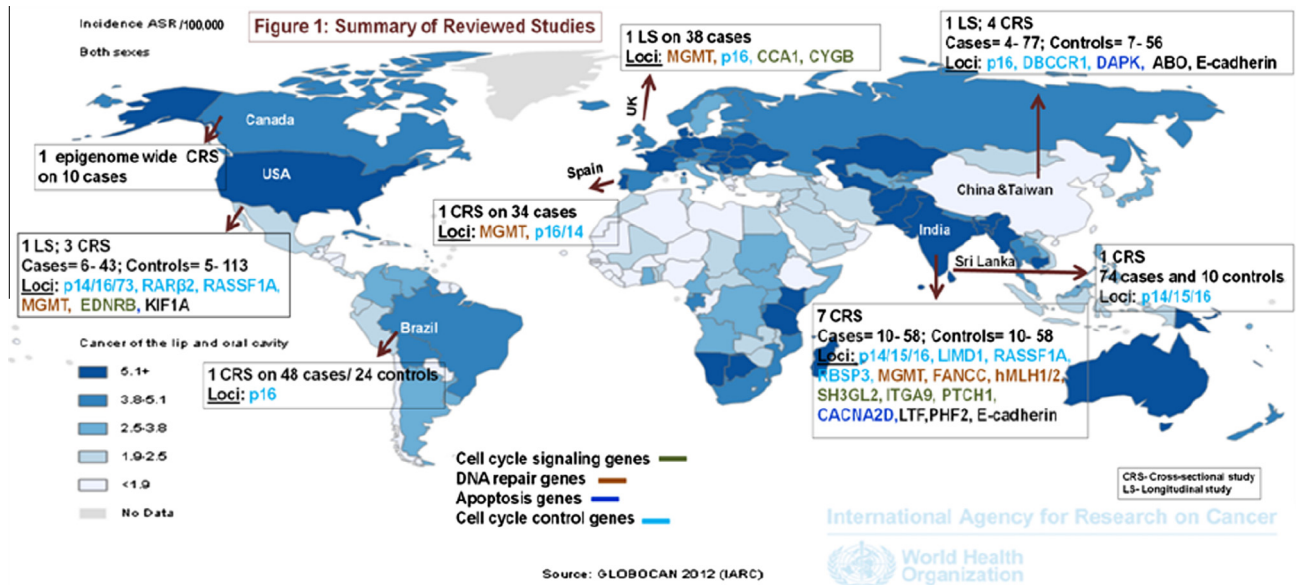 Incidence ASR/100,000
Both sexes
Figure 1: Summary of Reviewed Studies
1 LS on 38 cases
Loci: MGMT, p16, CCA1, CYGB
1 LS; 4 CRS
Cases= 4- 77; Controls= 7- 56
Loci: p16, DBCCR1, DAPK, ABO, E-cadherin
UK
Canada
1 epigenome wide CRS
on 10 cases
USA
Spain
1 CRS on 34 cases
Loci: MGMT, p16/14
China &Taiwan
India
Sri Lanka
1 CRS
74 cases and 10 controls
Loci: p14/15/16
1 LS; 3 CRS
Cases= 6- 43; Controls= 5- 113
Loci: p14/16/73, RARβ2, RASSF1A,
MGMT, EDNRB, KIF1A
Brazil
1 CRS on 48 cases/ 24 controls
Loci: p16
7 CRS
Cases= 10- 58; Controls= 10- 58
Loci: p14/15/16, LIMD1, RASSF1A,
RBSP3, MGMT, FANCC, hMLH1/2,
SH3GL2, ITGA9, PTCH1,
CACNA2D,LTF,PHF2, E-cadherin
Cancer of the lip and oral cavity
5.1+
3.8-5.1
2.5-3.8
1.9-2.5
<1.9
No Data
Cell cycle signaling genes
DNA repair genes
Apoptosis genes
Cell cycle control genes
CRS- Cross-sectional study
LS- Longitudinal study
International Agency for Research on Cancer
World Health
Organization
Source: GLOBOCAN 2012 (IARC)